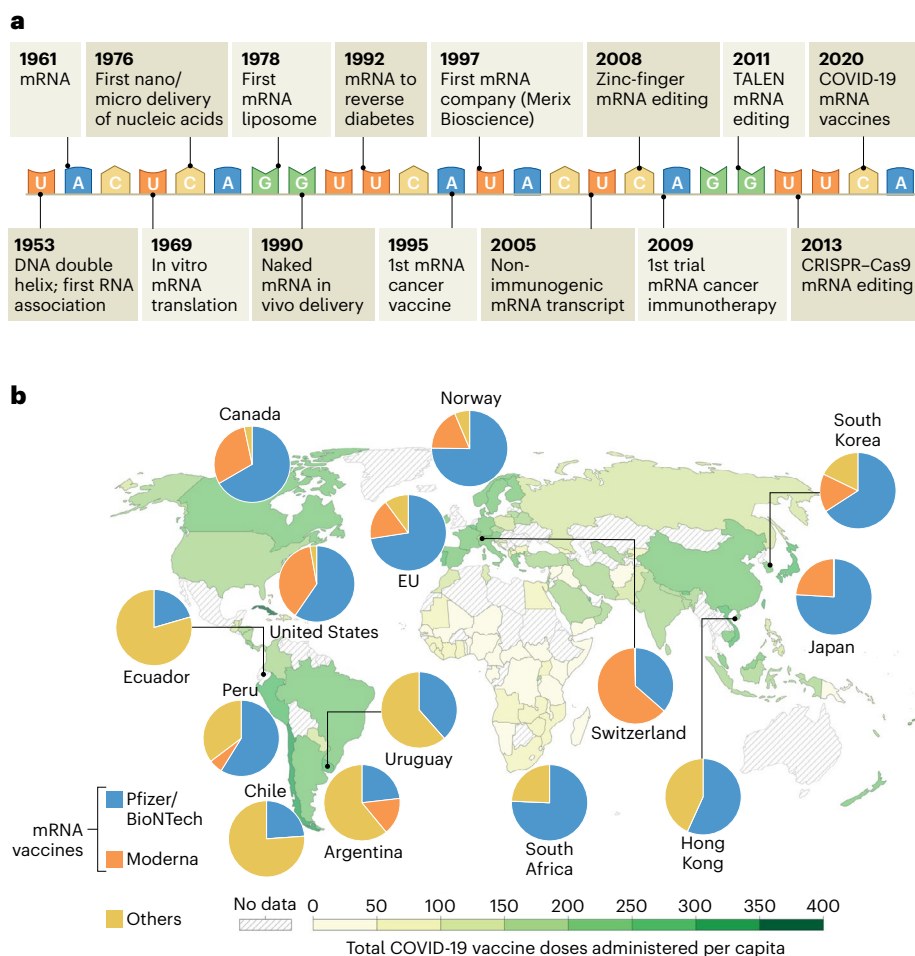 a
1961
mRNA
1976
First nano/
micro delivery
of nucleic acids
1978
First
mRNA
liposome
1992
mRNA to
reverse
diabetes
1997
First mRNA
company (Merix
Bioscience)
2008
Zinc-finger
mRNA editing
2011
TALEN
mRNA
editing
2020
COVID-19
mRNA
vaccines
U A C U C A G G U U C A U A C U C A G G U U C A
1953
DNA double
helix; first RNA
association
1969
In vitro
mRNA
translation
1990
Naked
mRNA in
vivo delivery
1995
1st mRNA
cancer
vaccine
2005
Non-
immunogenic
mRNA transcript
2009
1st trial
mRNA cancer
immunotherapy
2013
CRISPR–Cas9
mRNA editing
b
Norway
Canada
South
Korea
EU
United States
Japan
Ecuador
Peru
Switzerland
Uruguay
Chile
Argentina
South
Africa
Hong
Kong
mRNA
vaccines
Pfizer/
BioNTech
Moderna
Others
No data
0 50 100 150 200 250 300 350 400
Total COVID-19 vaccine doses administered per capita